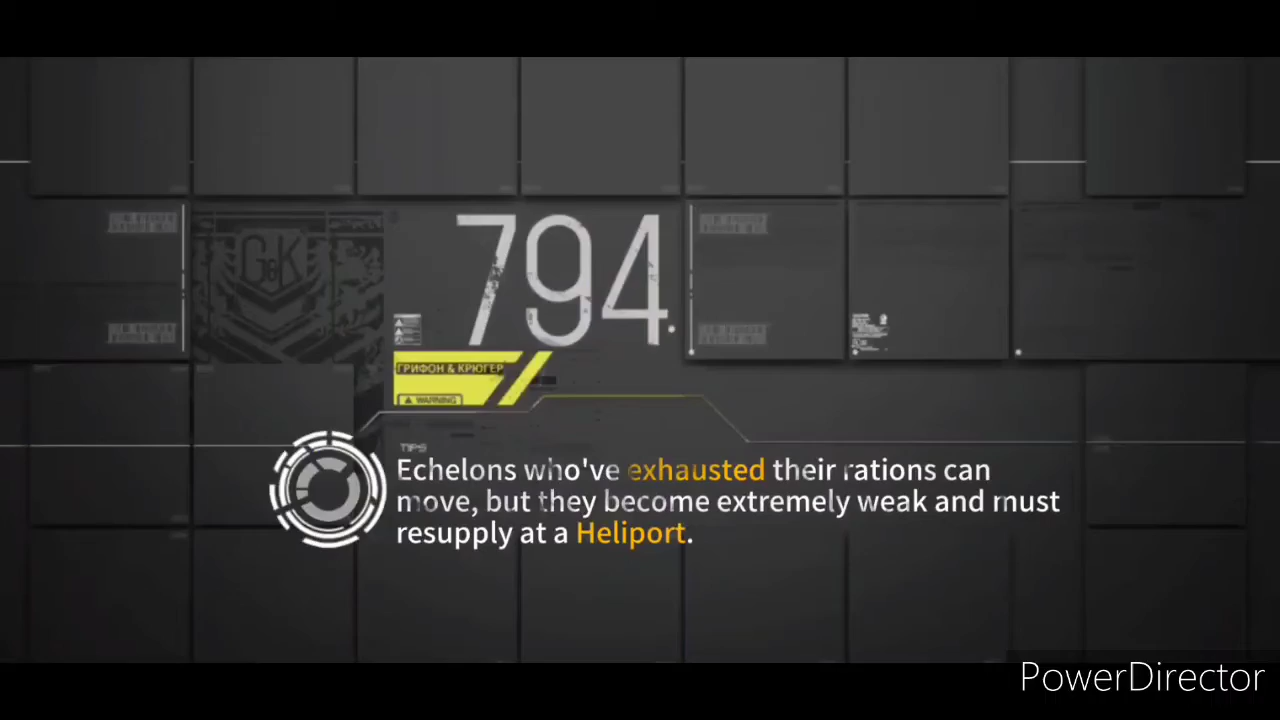 G&K
794.
ГРИФОН & КРЮГЕР
WARNING
TIPS
Echelons who've exhausted their rations can
move, but they become extremely weak and must
resupply at a Heliport.
PowerDirector